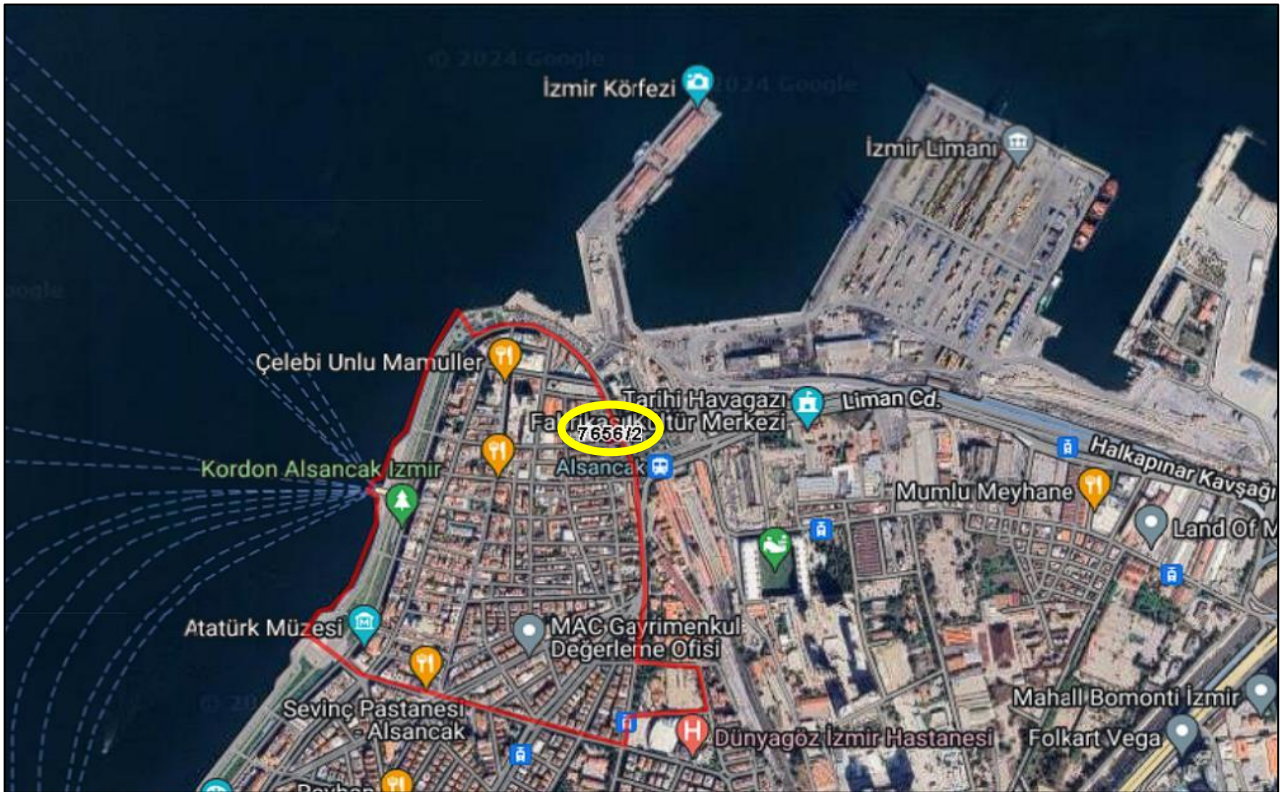 © 2024 Google
2024 Google
İzmir Körfezi
İzmir Limanı
Çelebi Unlu Mamuller
Tarihi Havagazı
Fabrikası Kültür Merkezi
7656/2
Liman Cd.
Alsancak
Halkapınar Kavşağı
Kordon Alsancak İzmir
Mumlu Meyhane
Land Of M
Atatürk Müzesi
MAC Gayrimenkul
Değerleme Ofisi
Sevinç Pastanesi
- Alsancak
Mahall Bomonti İzmir
Dünyagöz İzmir Hastanesi
Folkart Vega